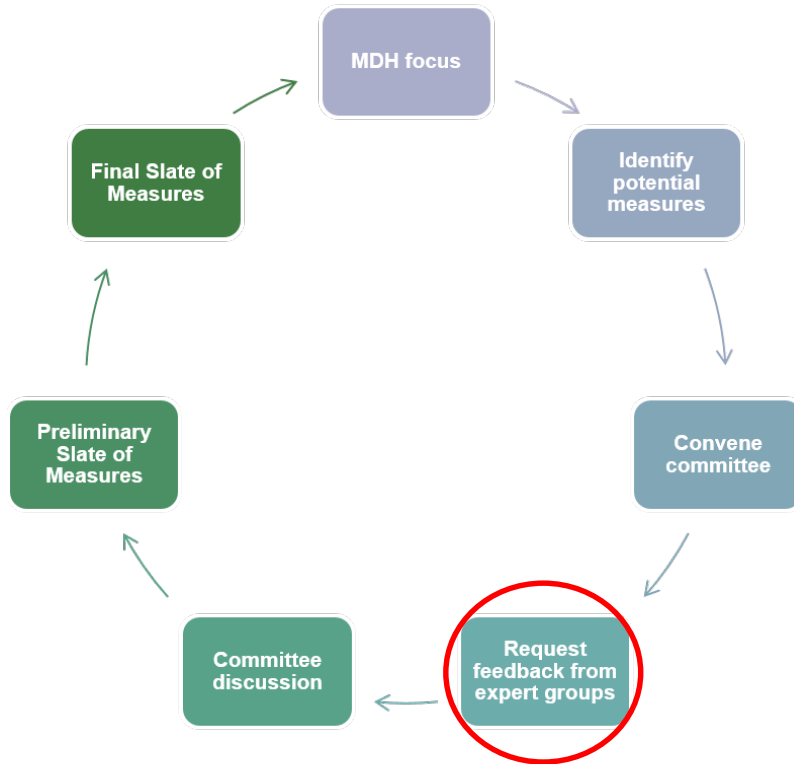 MDH focus
Identify
potential
measures
Convene
committee
Request
feedback from
expert groups
Committee
discussion
Preliminary
Slate of
Measures
Final Slate of
Measures